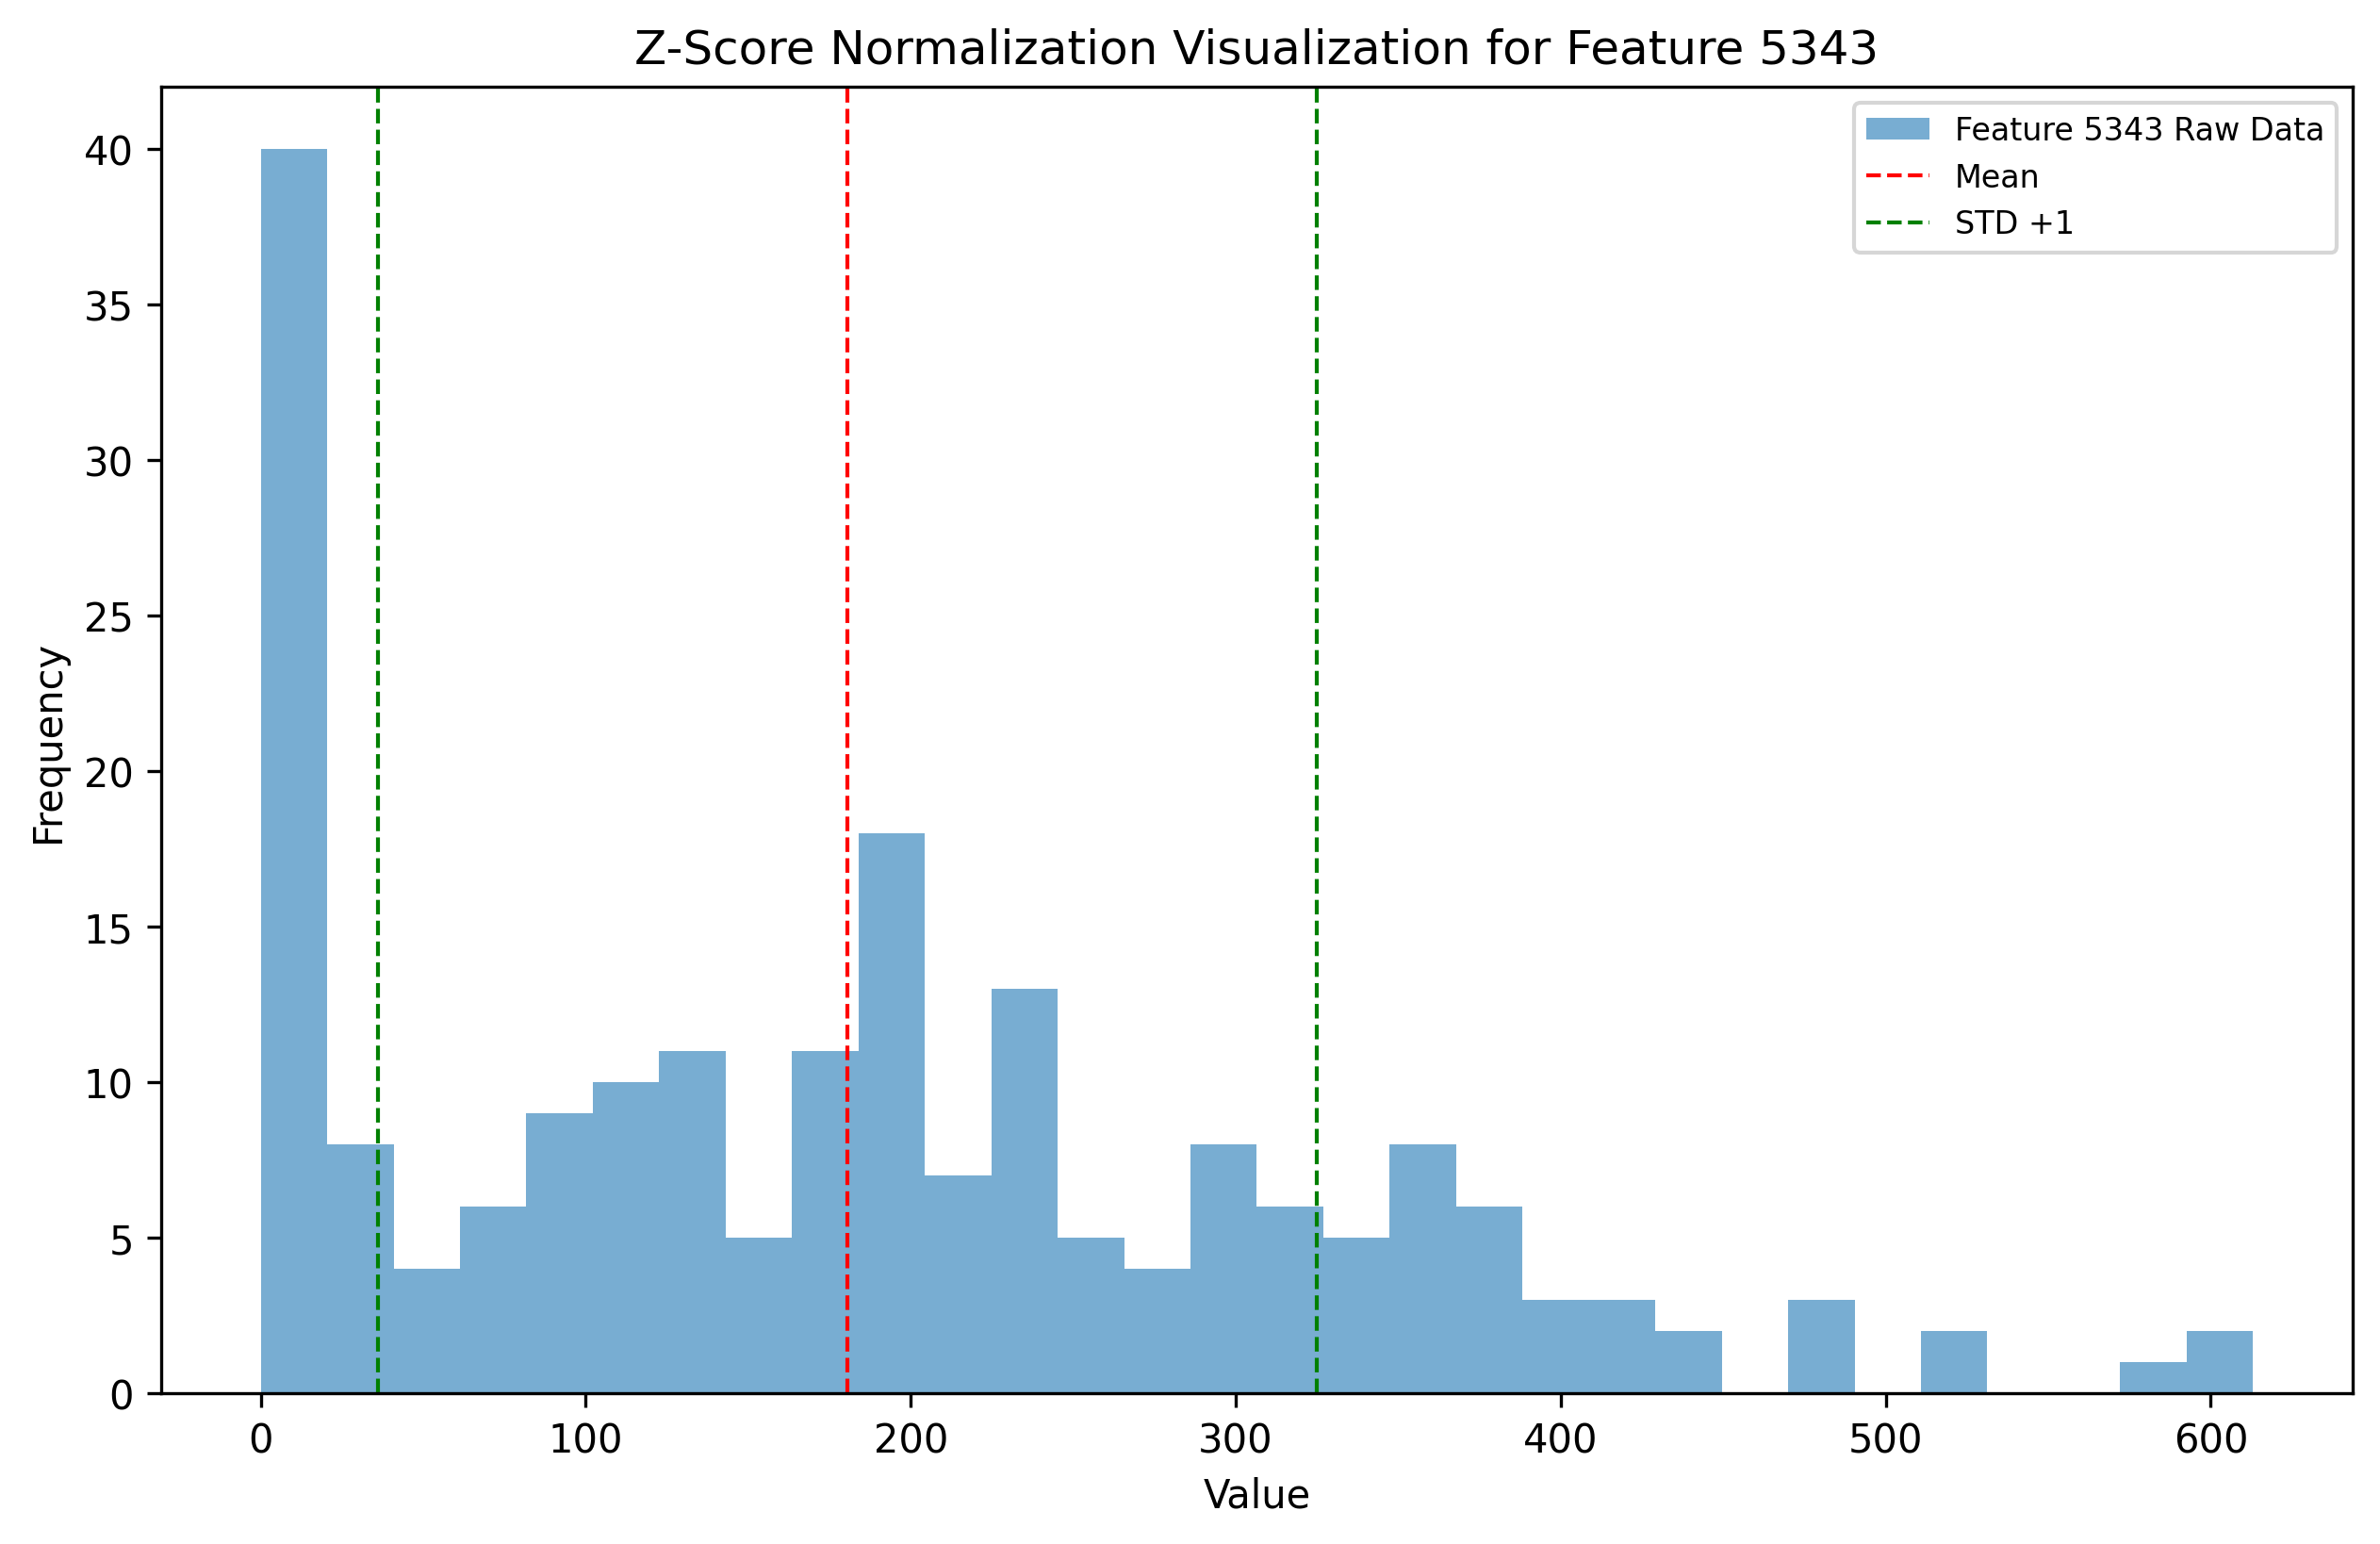 Z-Score Normalization Visualization for Feature 5343
Feature 5343 Raw Data
Mean
STD +1
40
35
30
25
20
15
10
5
0
Frequency
0 100 200 300 400 500 600
Value